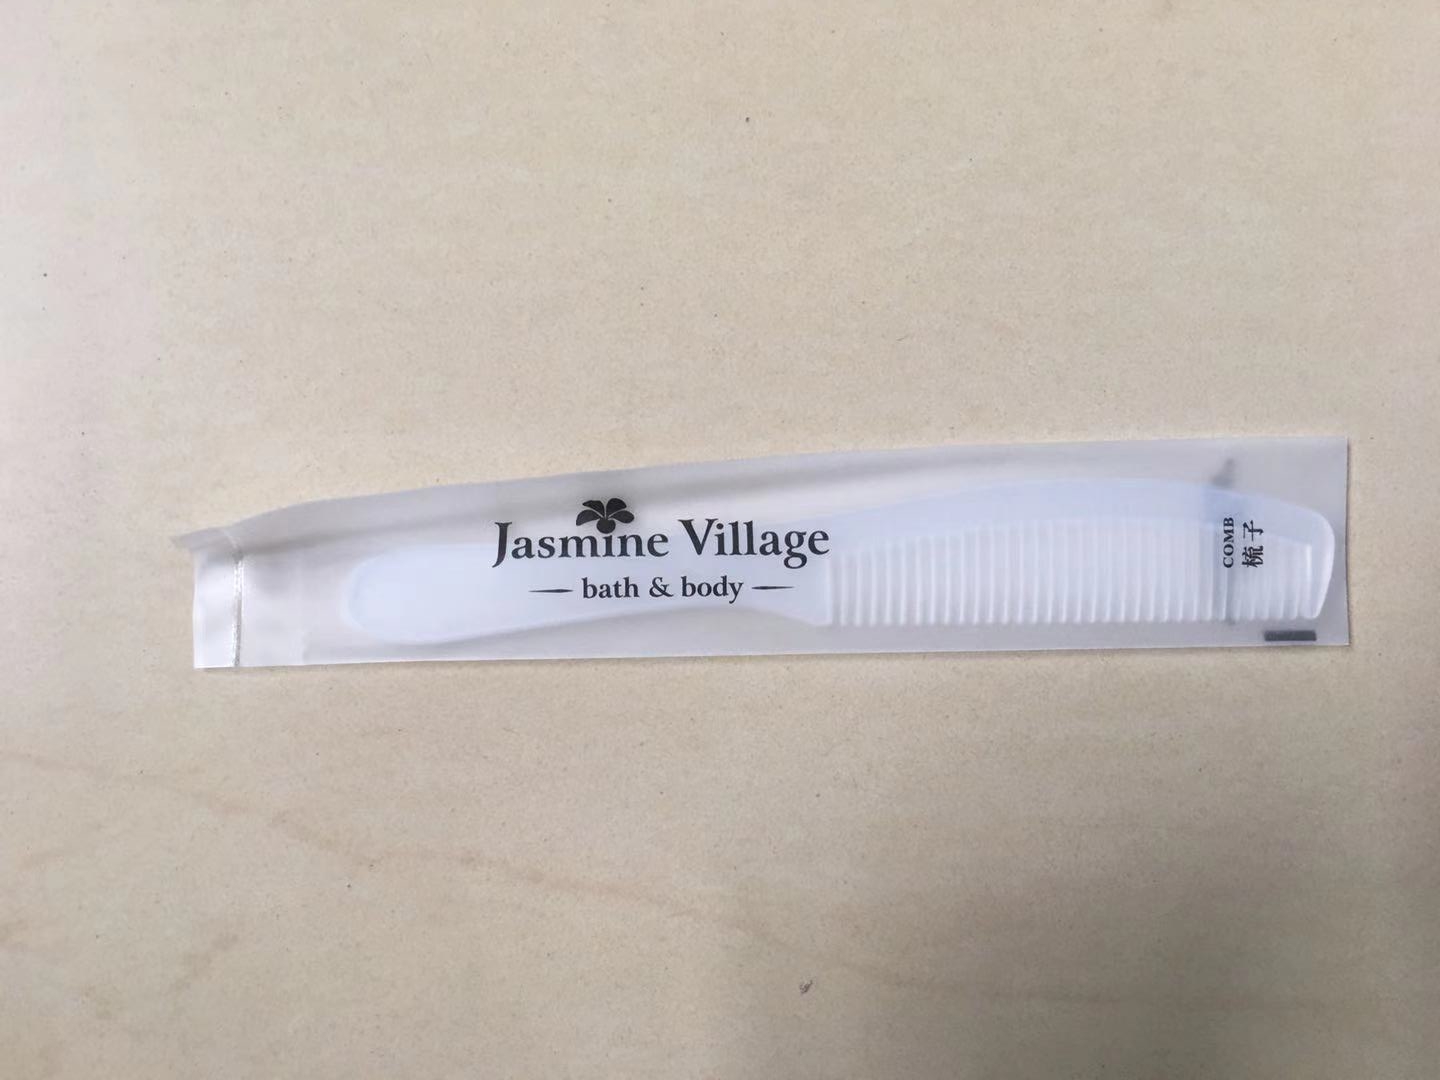 Jasmine Village
bath & body
COMB
梳子